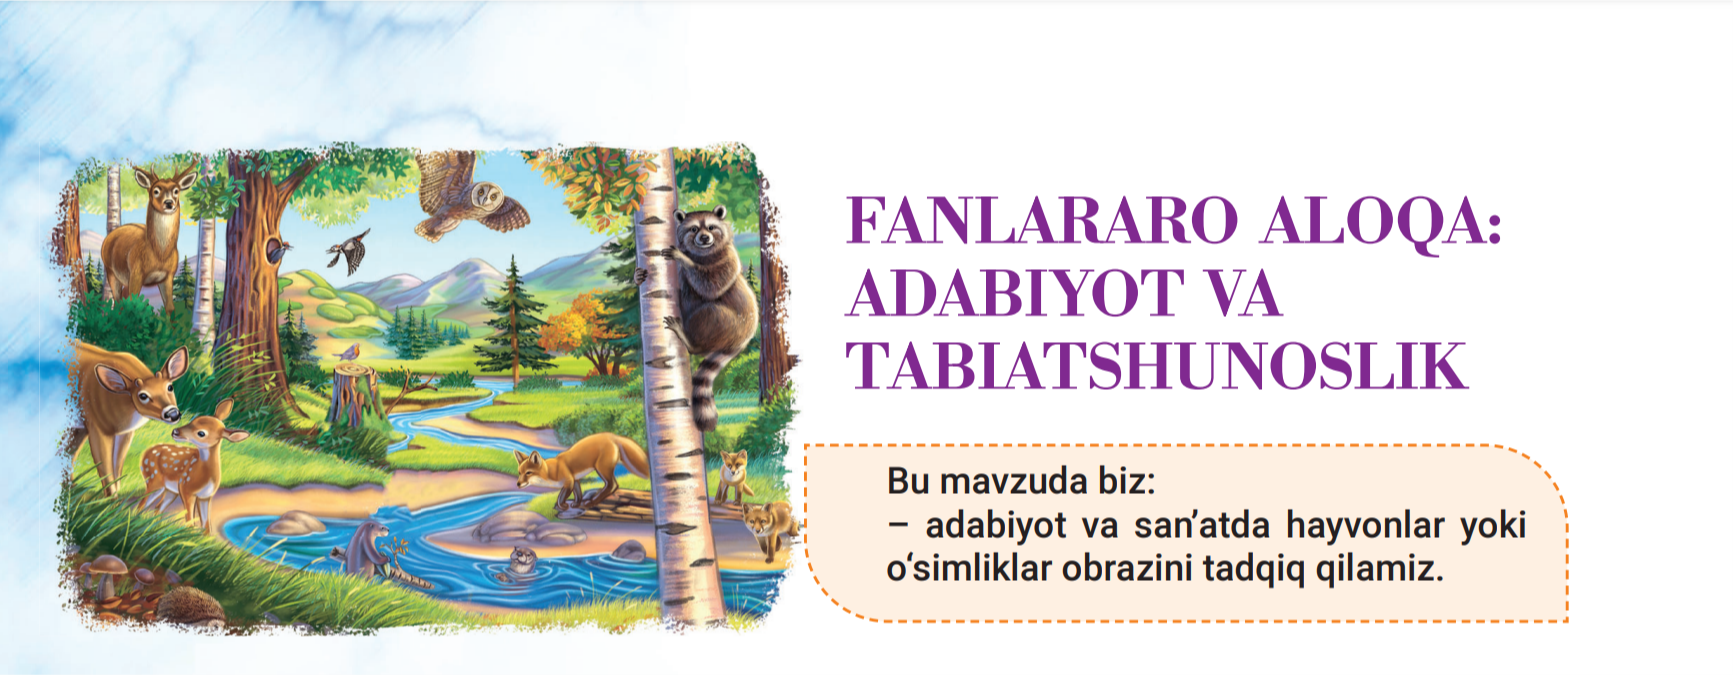 FANLARARO ALOQA:
ADABIYOT VA
TABIATSHUNOSLIK
Bu mavzuda biz:
– adabiyot va san’atda hayvonlar yoki
o‘simliklar obrazini tadqiq qilamiz.